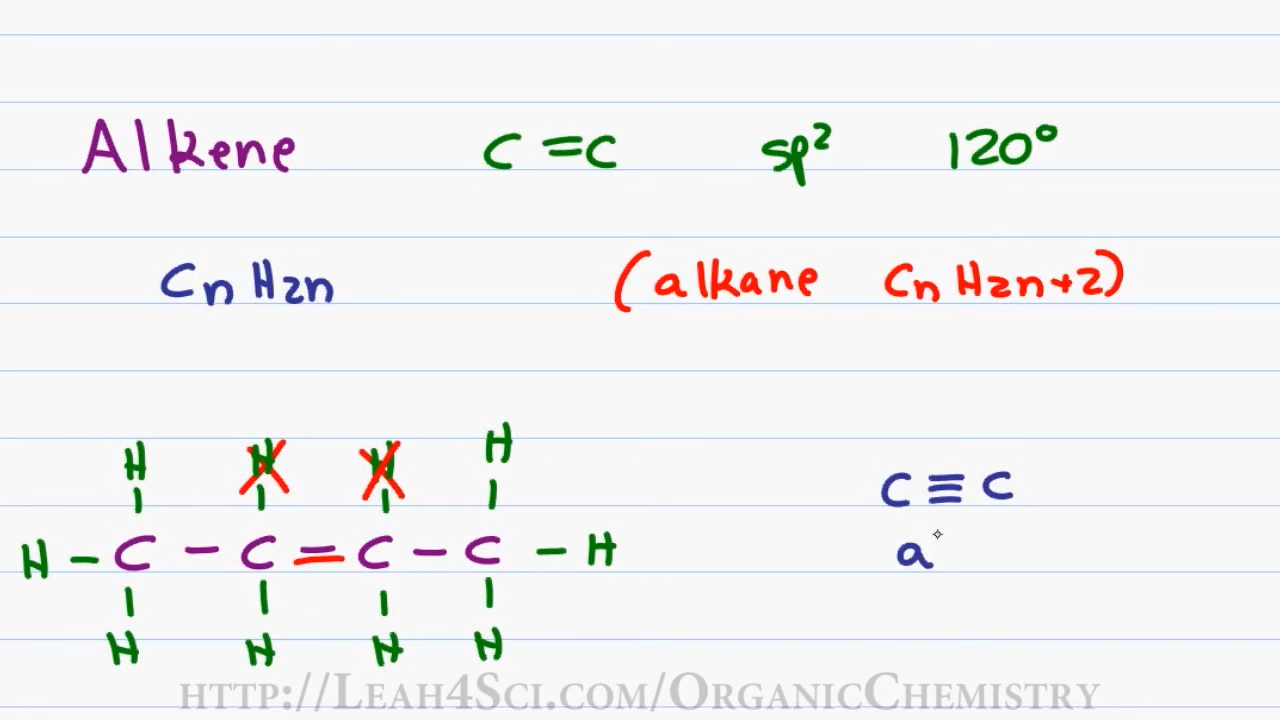 Alkene C=C sp² 120°
CnH2n (alkane CnH2n+2)
H H H H
C≡C
H-C-C=C-C-H
a
H H H H
HTTP://LEAH4SCI.COM/ORGANICCHEMISTRY